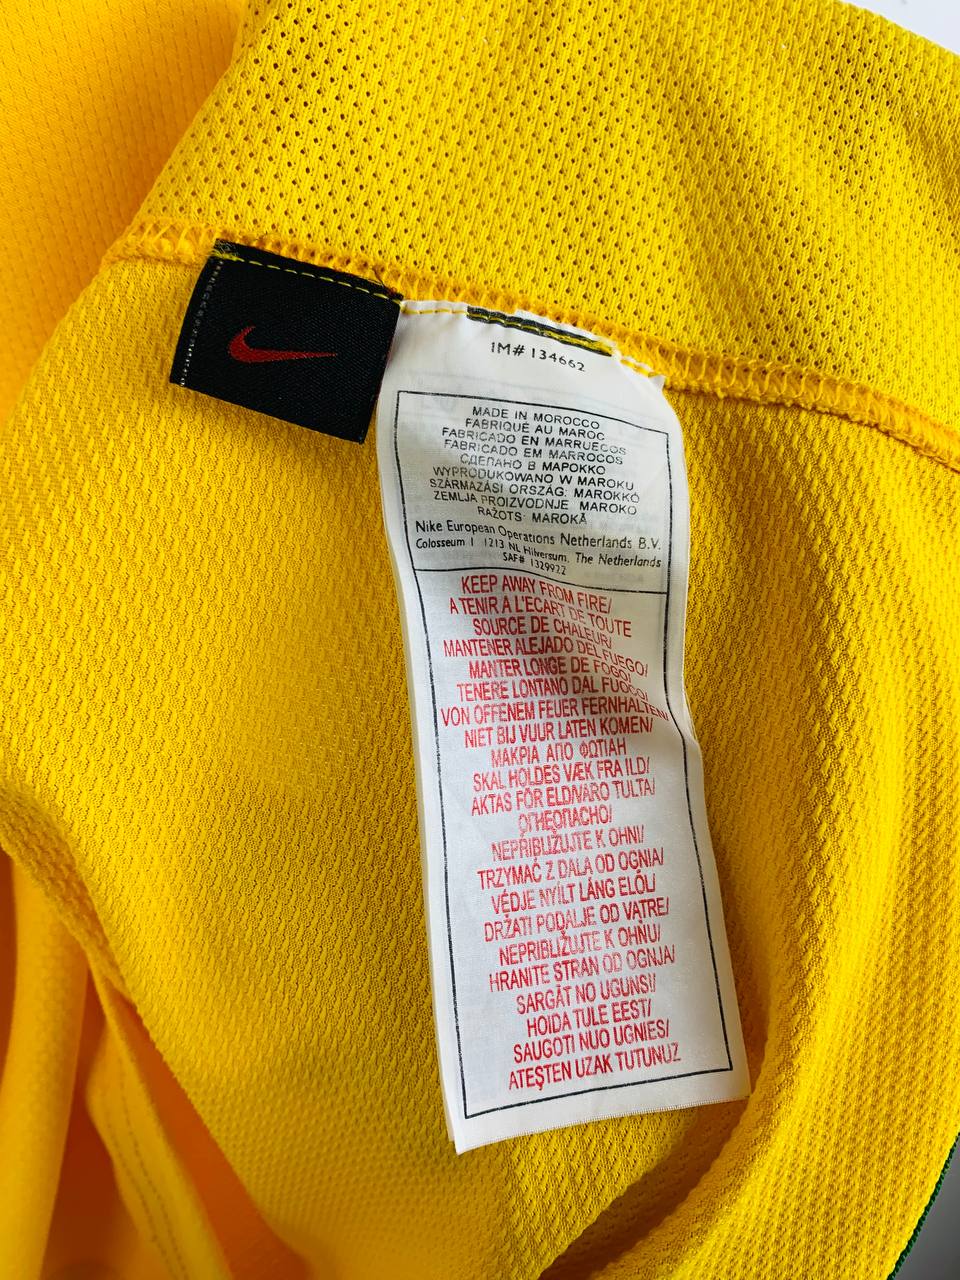 IM# 134662
MADE IN MOROCCO
FABRIQUÉ AU MAROC
FABRICADO EN MARRUECOS
FABRICADO EM MARROCOS
СДЕЛАНО В МАРОККО
WYPRODUKOWANO W MAROKU
SZÁRMAZÁSI ORSZÁG: MAROKKÓ
ZEMLJA PROIZVODNJE MAROKO
RAŽOTS: MAROKĀ
Nike European Operations Netherlands B.V.
Colosseum 1 1213 NL Hilversum, The Netherlands
SAF# 1329922
KEEP AWAY FROM FIRE/
A TENIR A L'ECART DE TOUTE
SOURCE DE CHALEUR/
MANTENER ALEJADO DEL FUEGO/
MANTER LONGE DE FOGO/
TENERE LONTANO DAL FUOCO/
VON OFFENEM FEUER FERNHALTEN/
NIET BIJ VUUR LATEN KOMEN/
ΜΑΚΡΙΑ ΑΠΟ ΦΩΤΙΑΗ
SKAL HOLDES VÆK FRA ILD/
AKTAS FÖR ELDIVARO TULTA/
ОГНЕОПАСНО/
NEPŘIBLIŽUJTE K OHNI/
TRZYMAĆ Z DALA OD OGNIA/
VÉDJE NYÍLT LÁNG ELŐL/
DRŽATI PODALJE OD VATRE/
NEPRIBLIŽUJTE K OHŇU/
HRANITE STRAN OD OGNJA/
SARGĀT NO UGUNS!/
HOIDA TULE EEST/
SAUGOTI NUO UGNIES/
ATEŞTEN UZAK TUTUNUZ